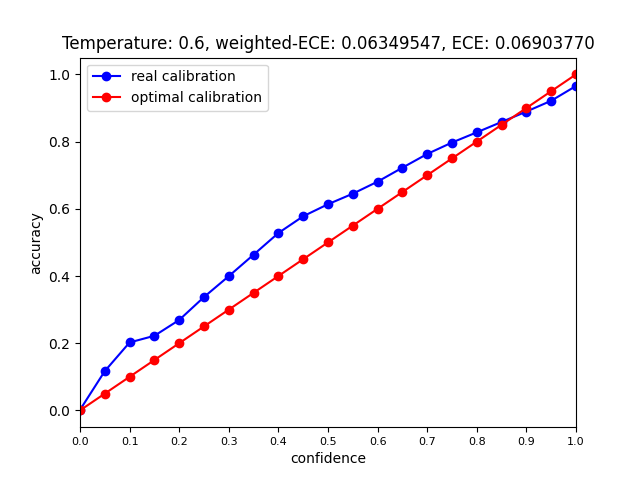 Temperature: 0.6, weighted-ECE: 0.06349547, ECE: 0.06903770
real calibration
optimal calibration
accuracy
1.0
0.8
0.6
0.4
0.2
0.0
0.0 0.1 0.2 0.3 0.4 0.5 0.6 0.7 0.8 0.9 1.0
confidence